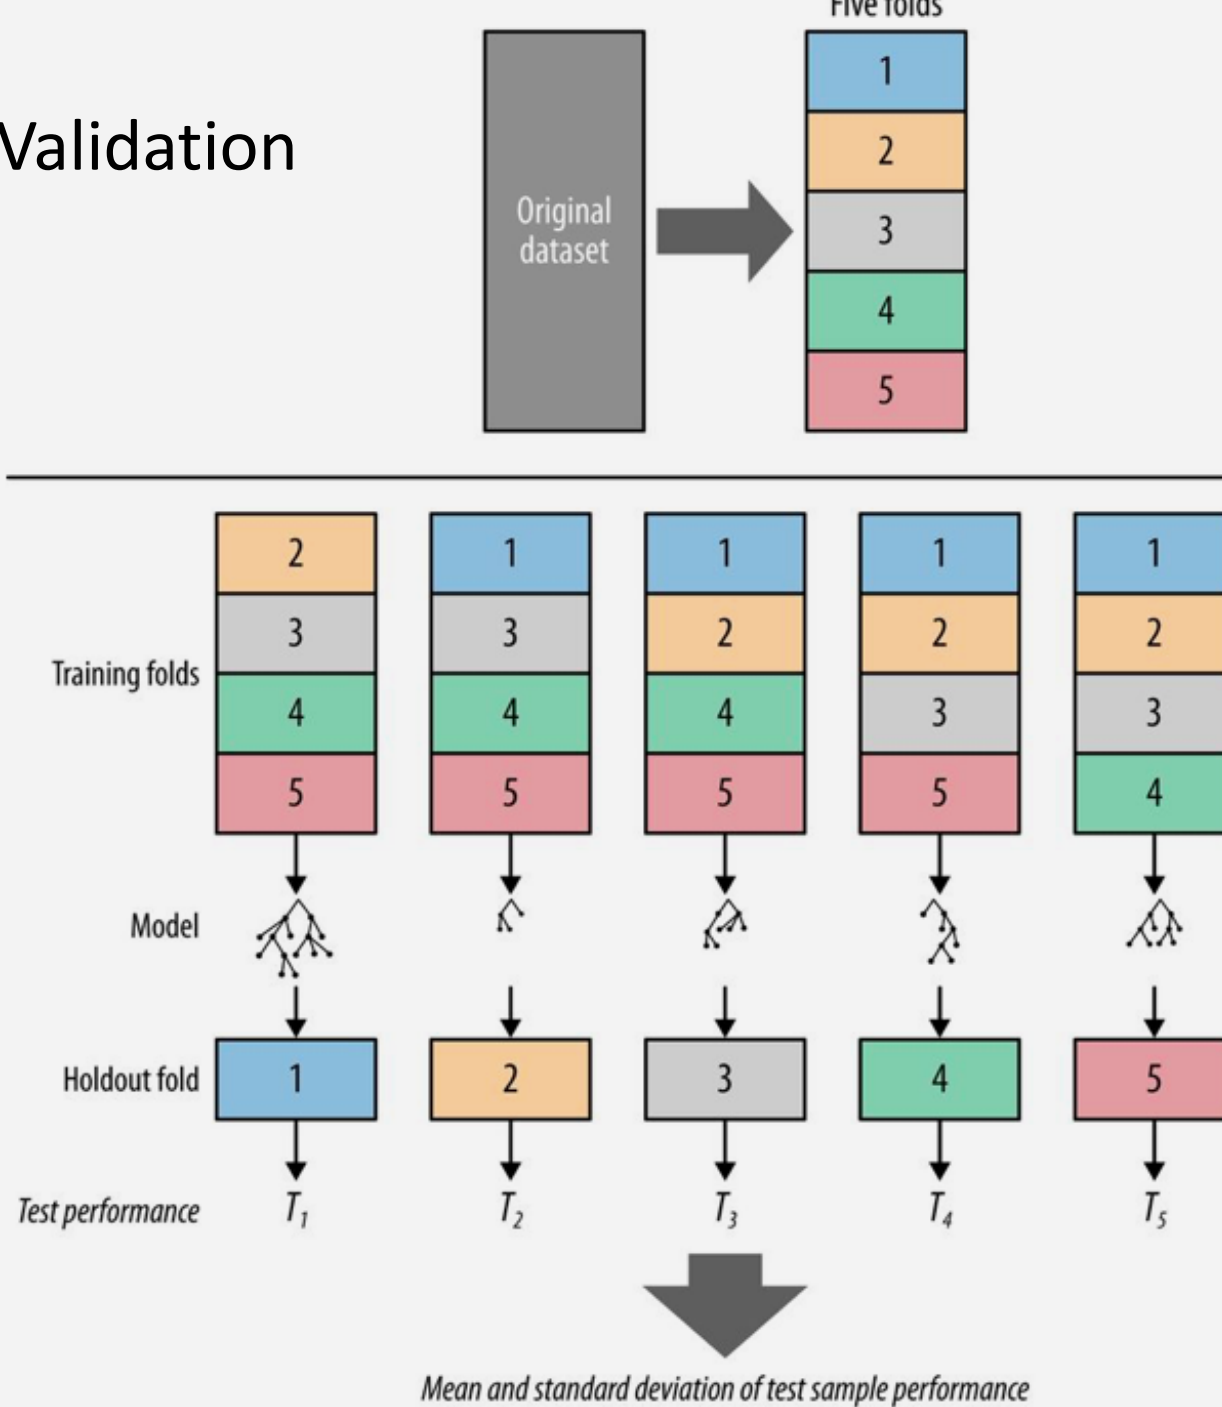 Five folds
Validation
Original
dataset
1
2
3
4
5
2 1 1 1 1
3 3 2 2 2
Training folds
4 4 4 3 3
5 5 5 5 4
Model
Holdout fold 1 2 3 4 5
Test performance T1 T2 T3 T4 T5
Mean and standard deviation of test sample performance